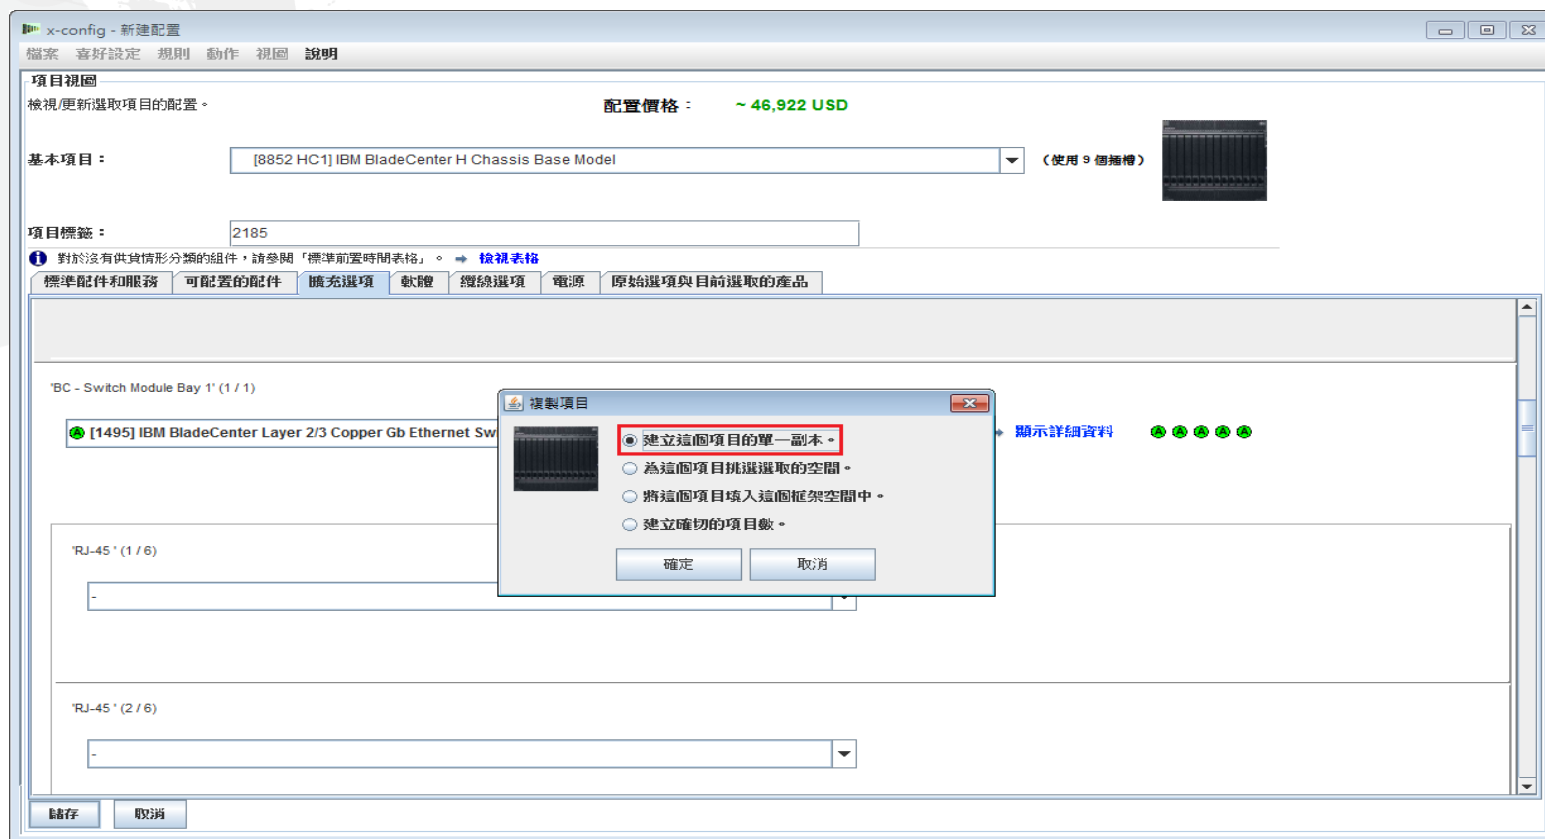 x-config - 新建配置
檔案 喜好設定 規則 動作 視圖 說明
項目視圖
檢視/更新選取項目的配置。
配置價格： ~ 46,922 USD
基本項目：
[8852 HC1] IBM BladeCenter H Chassis Base Model
（使用 9 個插槽）
項目標籤：
2185
對於沒有供貨情形分類的組件，請參閱「標準前置時間表格」。 檢視表格
標準配件和服務 可配置的配件 擴充選項 軟體 纜線選項 電源 原始選項與目前選取的產品
'BC - Switch Module Bay 1' (1 / 1)
A [1495] IBM BladeCenter Layer 2/3 Copper Gb Ethernet Sw
顯示詳細資料 A A A A A
複製項目
建立這個項目的單一副本。
為這個項目挑選選取的空間。
將這個項目填入這個框架空間中。
建立確切的項目數。
確定 取消
'RJ-45 ' (1 / 6)
-
'RJ-45 ' (2 / 6)
-
儲存 取消